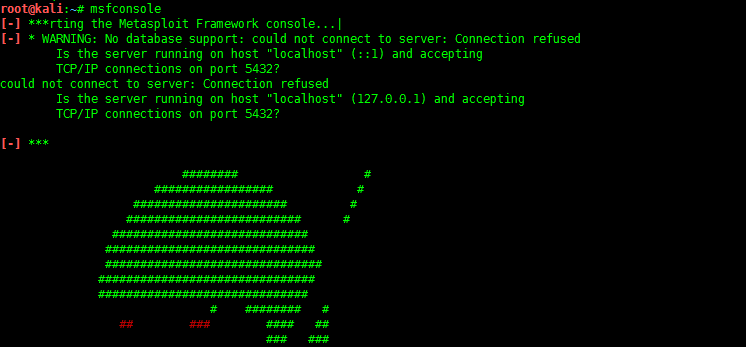 root@kali:~# msfconsole
[-] ***rting the Metasploit Framework console...|
[-] * WARNING: No database support: could not connect to server: Connection refused
        Is the server running on host "localhost" (::1) and accepting
        TCP/IP connections on port 5432?
could not connect to server: Connection refused
        Is the server running on host "localhost" (127.0.0.1) and accepting
        TCP/IP connections on port 5432?
[-] ***
                          ########                  #
                      #################            #
                   ######################         #
                  #########################      #
                ############################
               ##############################
               ###############################
              ###############################
              ##############################
                              #    ########   #
                 ##        ###        ####   ##
                                      ###   ###